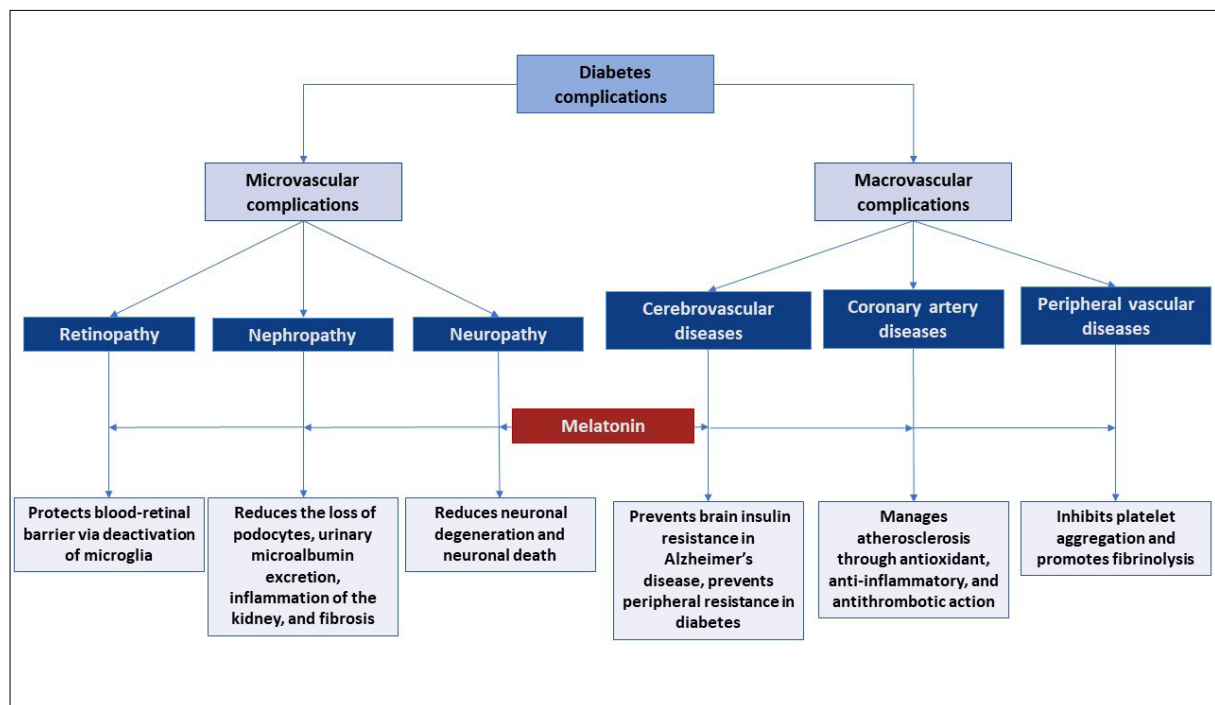 Diabetes
complications
Microvascular
complications
Macrovascular
complications
Retinopathy
Nephropathy
Neuropathy
Cerebrovascular
diseases
Coronary artery
diseases
Peripheral vascular
diseases
Melatonin
Protects blood-retinal
barrier via deactivation
of microglia
Reduces the loss of
podocytes, urinary
microalbumin
excretion,
inflammation of the
kidney, and fibrosis
Reduces neuronal
degeneration and
neuronal death
Prevents brain insulin
resistance in
Alzheimer’s
disease, prevents
peripheral resistance in
diabetes
Manages
atherosclerosis
through antioxidant,
anti-inflammatory, and
antithrombotic action
Inhibits platelet
aggregation and
promotes fibrinolysis